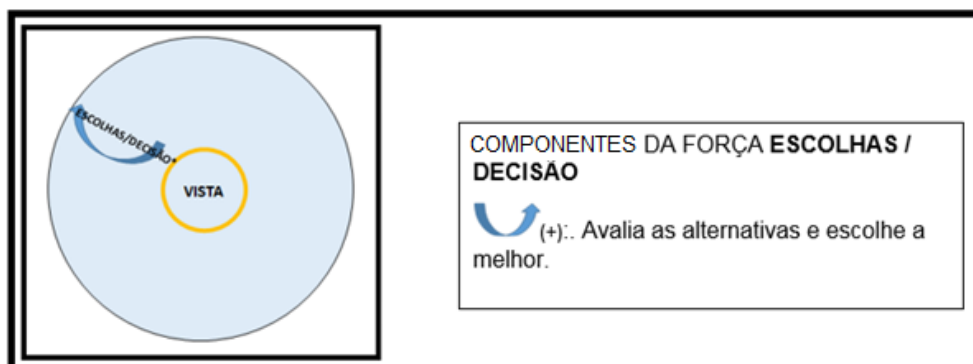 ESCOLHAS/DECISÃO*
VISTA
COMPONENTES DA FORÇA ESCOLHAS /
DECISÃO
(+):. Avalia as alternativas e escolhe a
melhor.